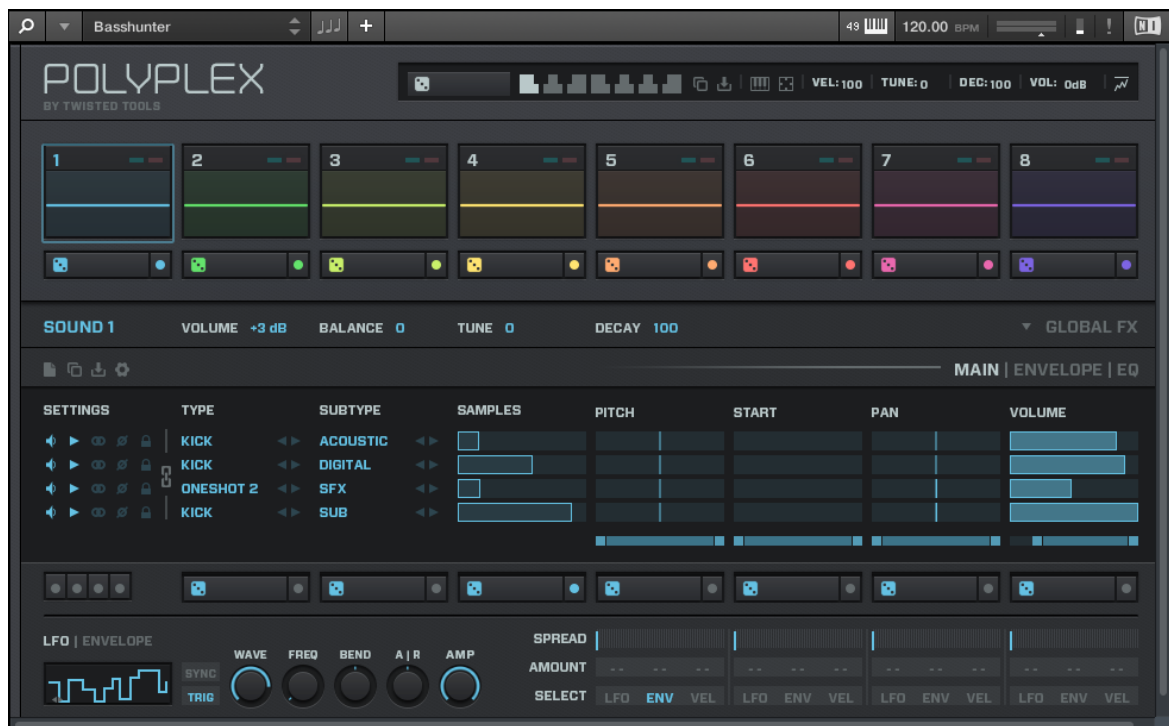 Basshunter 49 120.00 BPM NI
POLYPLEX
BY TWISTED TOOLS
VEL: 100 TUNE: 0 DEC: 100 VOL: 0dB
1 2 3 4 5 6 7 8
SOUND 1 VOLUME +3 dB BALANCE 0 TUNE 0 DECAY 100 GLOBAL FX
MAIN | ENVELOPE | EQ
SETTINGS TYPE SUBTYPE SAMPLES PITCH START PAN VOLUME
KICK ACOUSTIC
KICK DIGITAL
ONESHOT 2 SFX
KICK SUB
LFO | ENVELOPE
WAVE FREQ BEND A|R AMP
SYNC
TRIG
SPREAD
AMOUNT -- -- -- -- -- -- -- -- -- -- -- --
SELECT LFO ENV VEL LFO ENV VEL LFO ENV VEL LFO ENV VEL